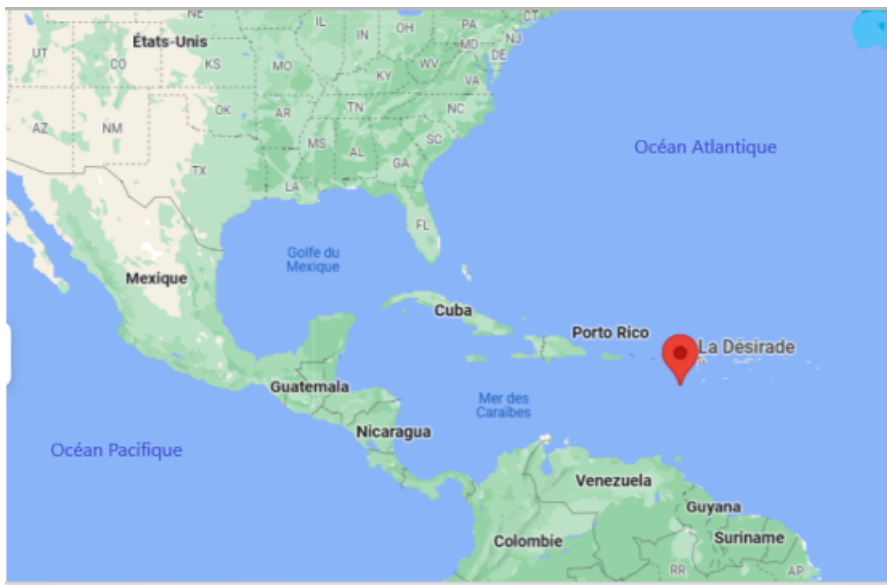 NE
IL
IN
OH
PA
CT
NJ
MD
DE
États-Unis
UT
CO
KS
MO
WV
KY
VA
AZ
NM
OK
AR
TN
NC
SC
MS
AL
GA
TX
LA
FL
Océan Atlantique
Golfe du
Mexique
Mexique
Cuba
Porto Rico
La Désirade
Guatemala
Mer des
Caraïbes
Nicaragua
Océan Pacifique
Venezuela
Guyana
Suriname
Colombie
RR
AP